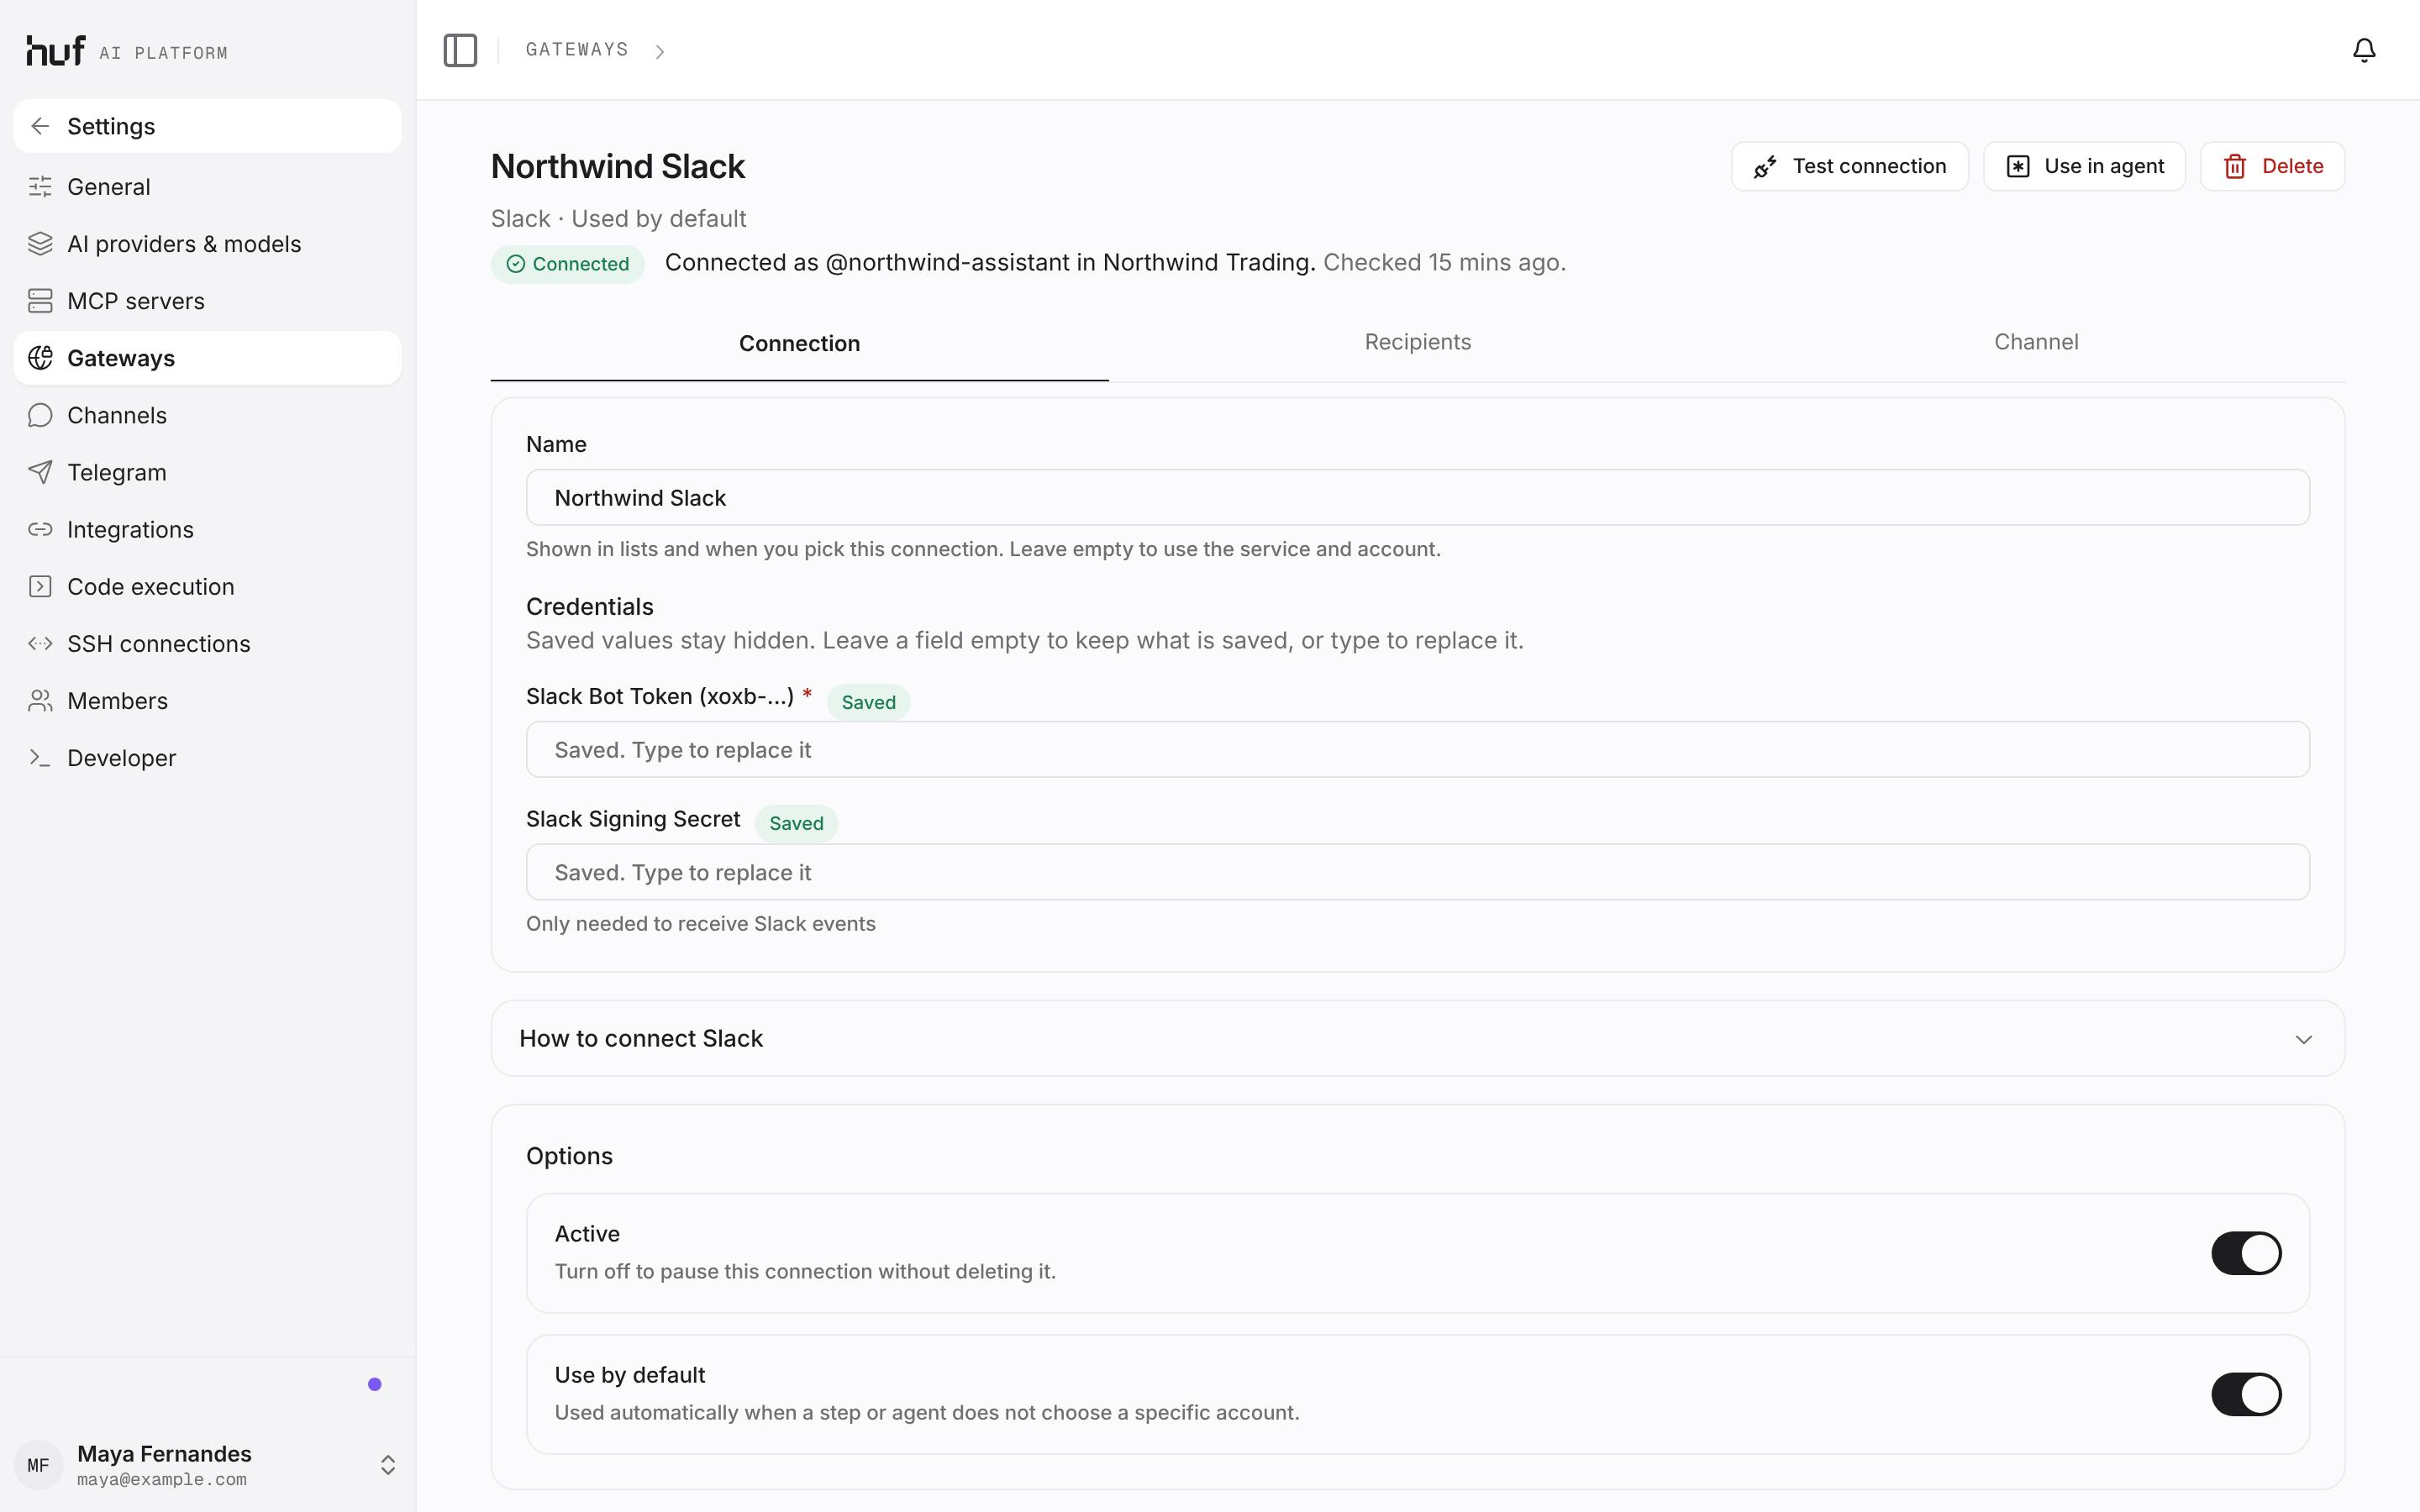 huf AI PLATFORM
Settings
General
AI providers & models
MCP servers
Gateways
Channels
Telegram
Integrations
Code execution
SSH connections
Members
Developer
MF
Maya Fernandes
maya@example.com
GATEWAYS
Northwind Slack
Test connection
Use in agent
Delete
Slack · Used by default
Connected
Connected as @northwind-assistant in Northwind Trading. Checked 15 mins ago.
Connection
Recipients
Channel
Name
Northwind Slack
Shown in lists and when you pick this connection. Leave empty to use the service and account.
Credentials
Saved values stay hidden. Leave a field empty to keep what is saved, or type to replace it.
Slack Bot Token (xoxb-...) * Saved
Saved. Type to replace it
Slack Signing Secret Saved
Saved. Type to replace it
Only needed to receive Slack events
How to connect Slack
Options
Active
Turn off to pause this connection without deleting it.
Use by default
Used automatically when a step or agent does not choose a specific account.